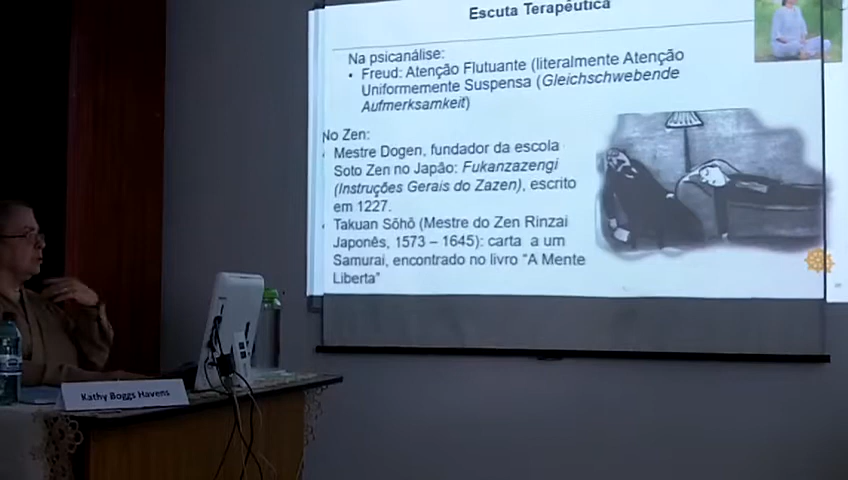 Escuta Terapêutica
Na psicanálise:
• Freud: Atenção Flutuante (literalmente Atenção
Uniformemente Suspensa (Gleichschwebende
Aufmerksamkeit)
No Zen:
Mestre Dogen, fundador da escola
Soto Zen no Japão: Fukanzazengi
(Instruções Gerais do Zazen), escrito
em 1227.
Takuan Sōhō (Mestre do Zen Rinzai
Japonês, 1573 – 1645): carta a um
Samurai, encontrado no livro “A Mente
Liberta”
Kathy Boggs Havens